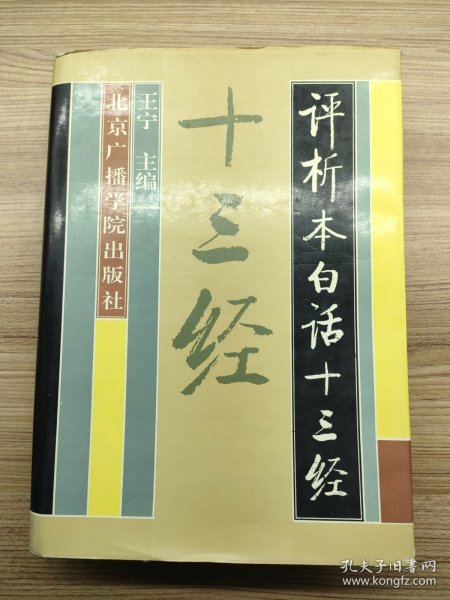 评析本白话十三经
十三经
王宁 主编
北京广播学院出版社
孔夫子旧书网
www.kongfz.com